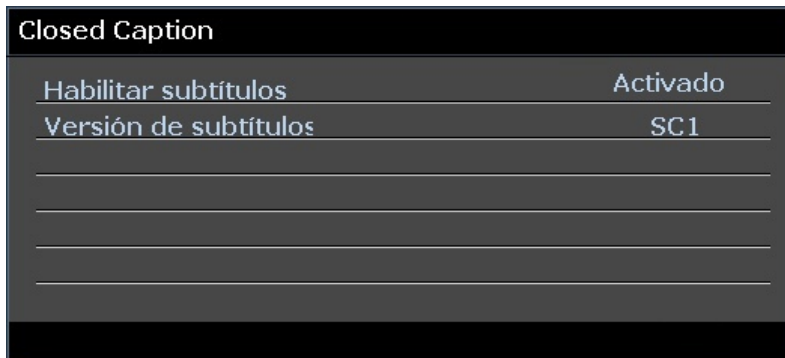 Closed Caption
Habilitar subtítulos Activado
Versión de subtítulos SC1